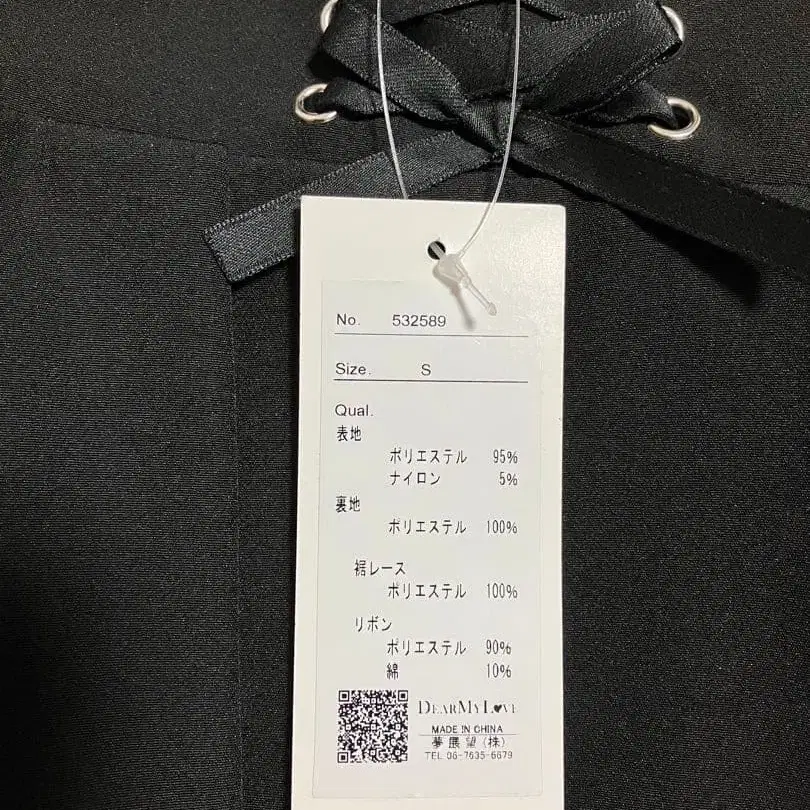 No. 532589
Size. S
Qual.
表地
ポリエステル 95%
ナイロン 5%
裏地
ポリエステル 100%
裾レース
ポリエステル 100%
リボン
ポリエステル 90%
綿 10%
DEARMYL♥VE
MADE IN CHINA
夢展望(株)
TEL 06-7635-6679